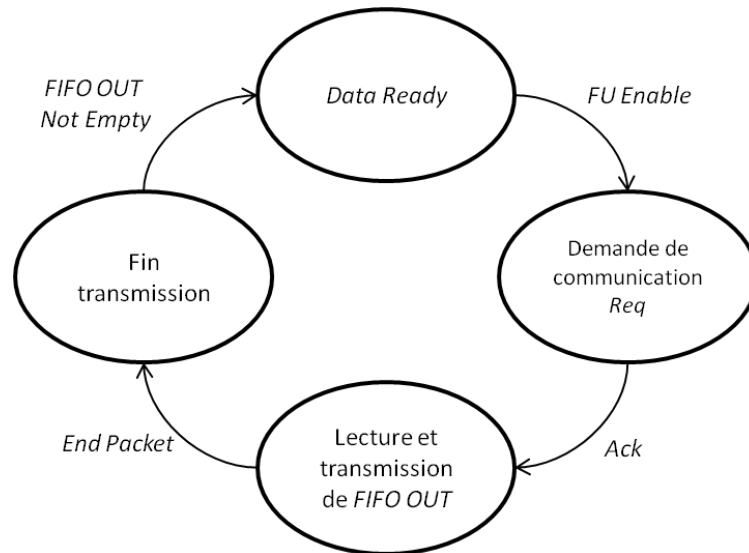 Data Ready
FU Enable
Demande de
communication
Req
Ack
Lecture et
transmission
de FIFO OUT
End Packet
Fin
transmission
FIFO OUT
Not Empty